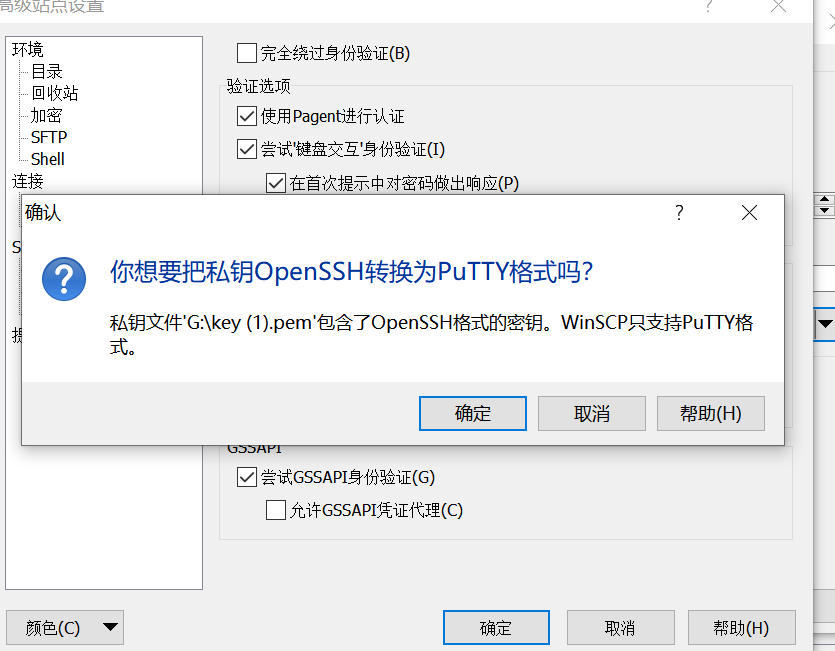 高级站点设置
?
环境
目录
回收站
加密
SFTP
Shell
连接
完全绕过身份验证(B)
验证选项
使用Pagent进行认证
尝试'键盘交互'身份验证(I)
在首次提示中对密码做出响应(P)
确认
?
你想要把私钥OpenSSH转换为PuTTY格式吗?
私钥文件'G:\key (1).pem'包含了OpenSSH格式的密钥。WinSCP只支持PuTTY格
式。
确定
取消
帮助(H)
GSSAPI
尝试GSSAPI身份验证(G)
允许GSSAPI凭证代理(C)
颜色(C)
确定
取消
帮助(H)